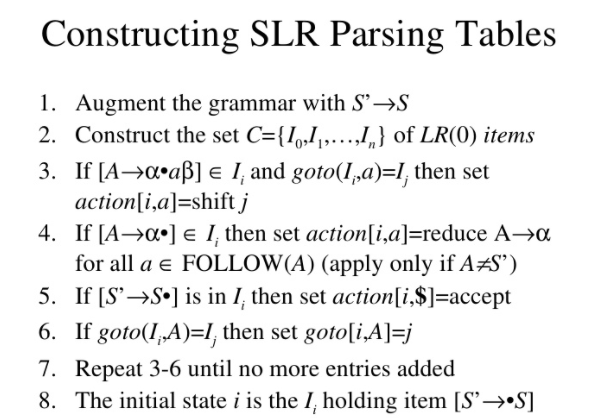 Constructing SLR Parsing Tables
1. Augment the grammar with S’→S
2. Construct the set C={I₀,I₁,…,Iₙ} of LR(0) items
3. If [A→α•aβ] ∈ Iᵢ and goto(Iᵢ,a)=Iⱼ then set
action[i,a]=shift j
4. If [A→α•] ∈ Iᵢ then set action[i,a]=reduce A→α
for all a ∈ FOLLOW(A) (apply only if A≠S’)
5. If [S’→S•] is in Iᵢ then set action[i,$]=accept
6. If goto(Iᵢ,A)=Iⱼ then set goto[i,A]=j
7. Repeat 3-6 until no more entries added
8. The initial state i is the Iᵢ holding item [S’→•S]